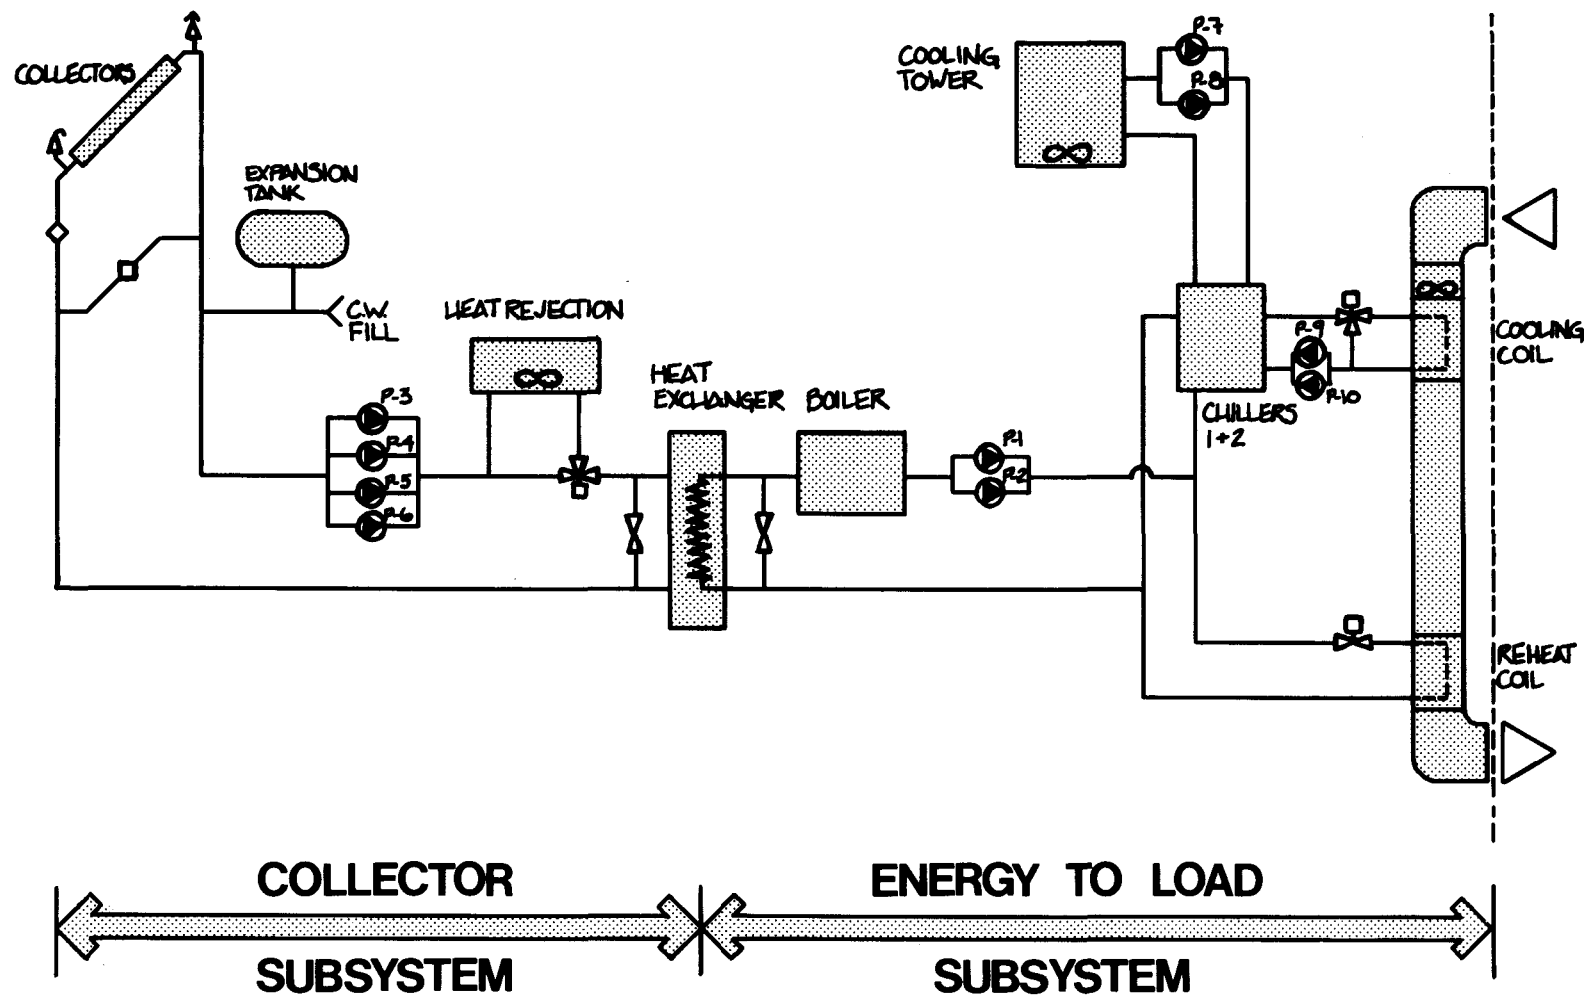 COLLECTORS
COOLING
TOWER
P-7
P-8
EXPANSION
TANK
C.W.
FILL
HEAT REJECTION
P-9
COOLING
COIL
HEAT
EXCHANGER
BOILER
P-10
CHILLERS
1+2
P-3
P-4
P-5
P-6
P-1
P-2
REHEAT
COIL
COLLECTOR
SUBSYSTEM
ENERGY TO LOAD
SUBSYSTEM